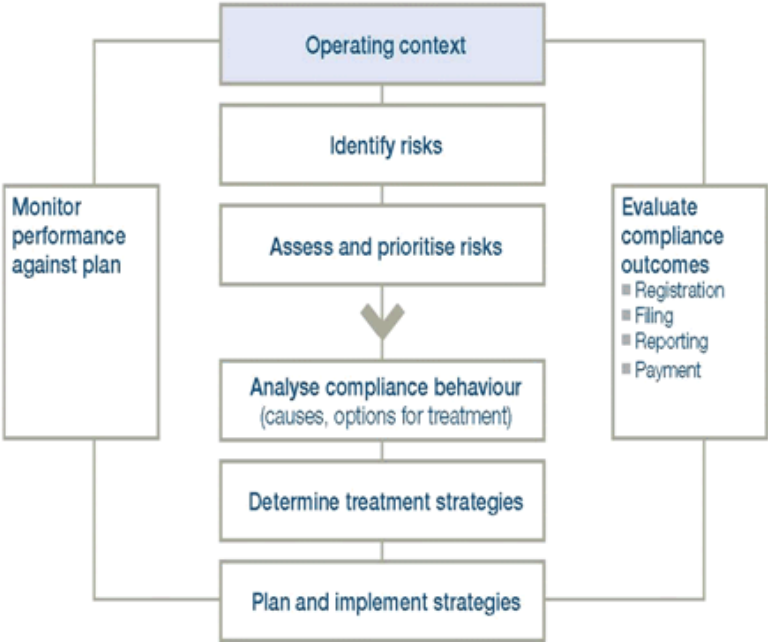 Operating context
Identify risks
Assess and prioritise risks
Analyse compliance behaviour
(causes, options for treatment)
Determine treatment strategies
Plan and implement strategies
Monitor
performance
against plan
Evaluate
compliance
outcomes
Registration
Filing
Reporting
Payment